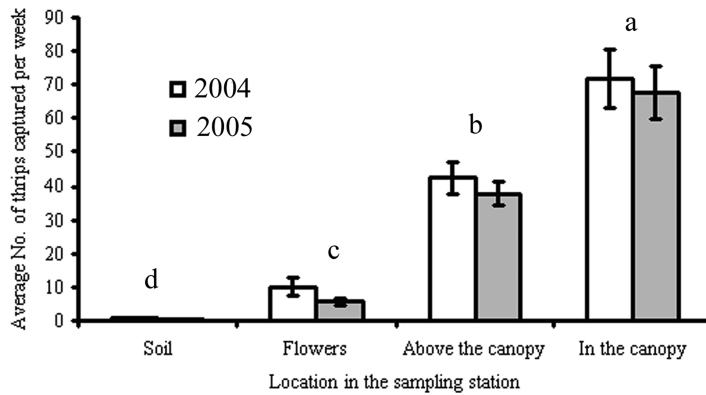 Average No. of thrips captured per week
90
80
70
60
50
40
30
20
10
0
2004
2005
d
c
b
a
Soil
Flowers
Above the canopy
In the canopy
Location in the sampling station